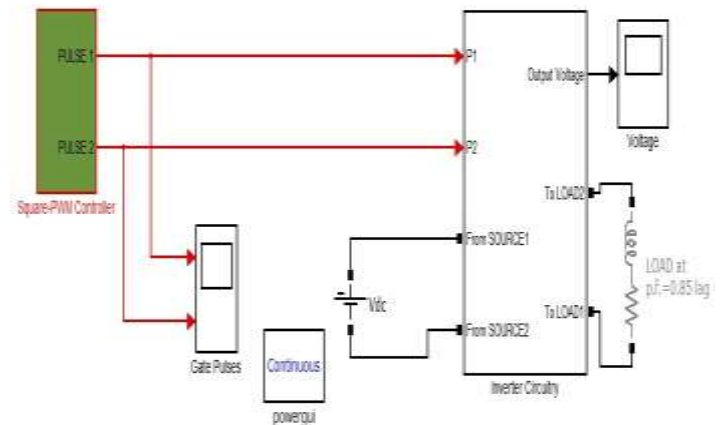 PULSE 1
PULSE 2
Square-PWM Controller
P1
P2
Output Voltage
Voltage
To LOAD2
From SOURCE1
LOAD at
p.f.=0.85 lag
Vdc
To LOAD1
From SOURCE2
Gate Pulses
Continuous
powergui
Inverter Circuitry